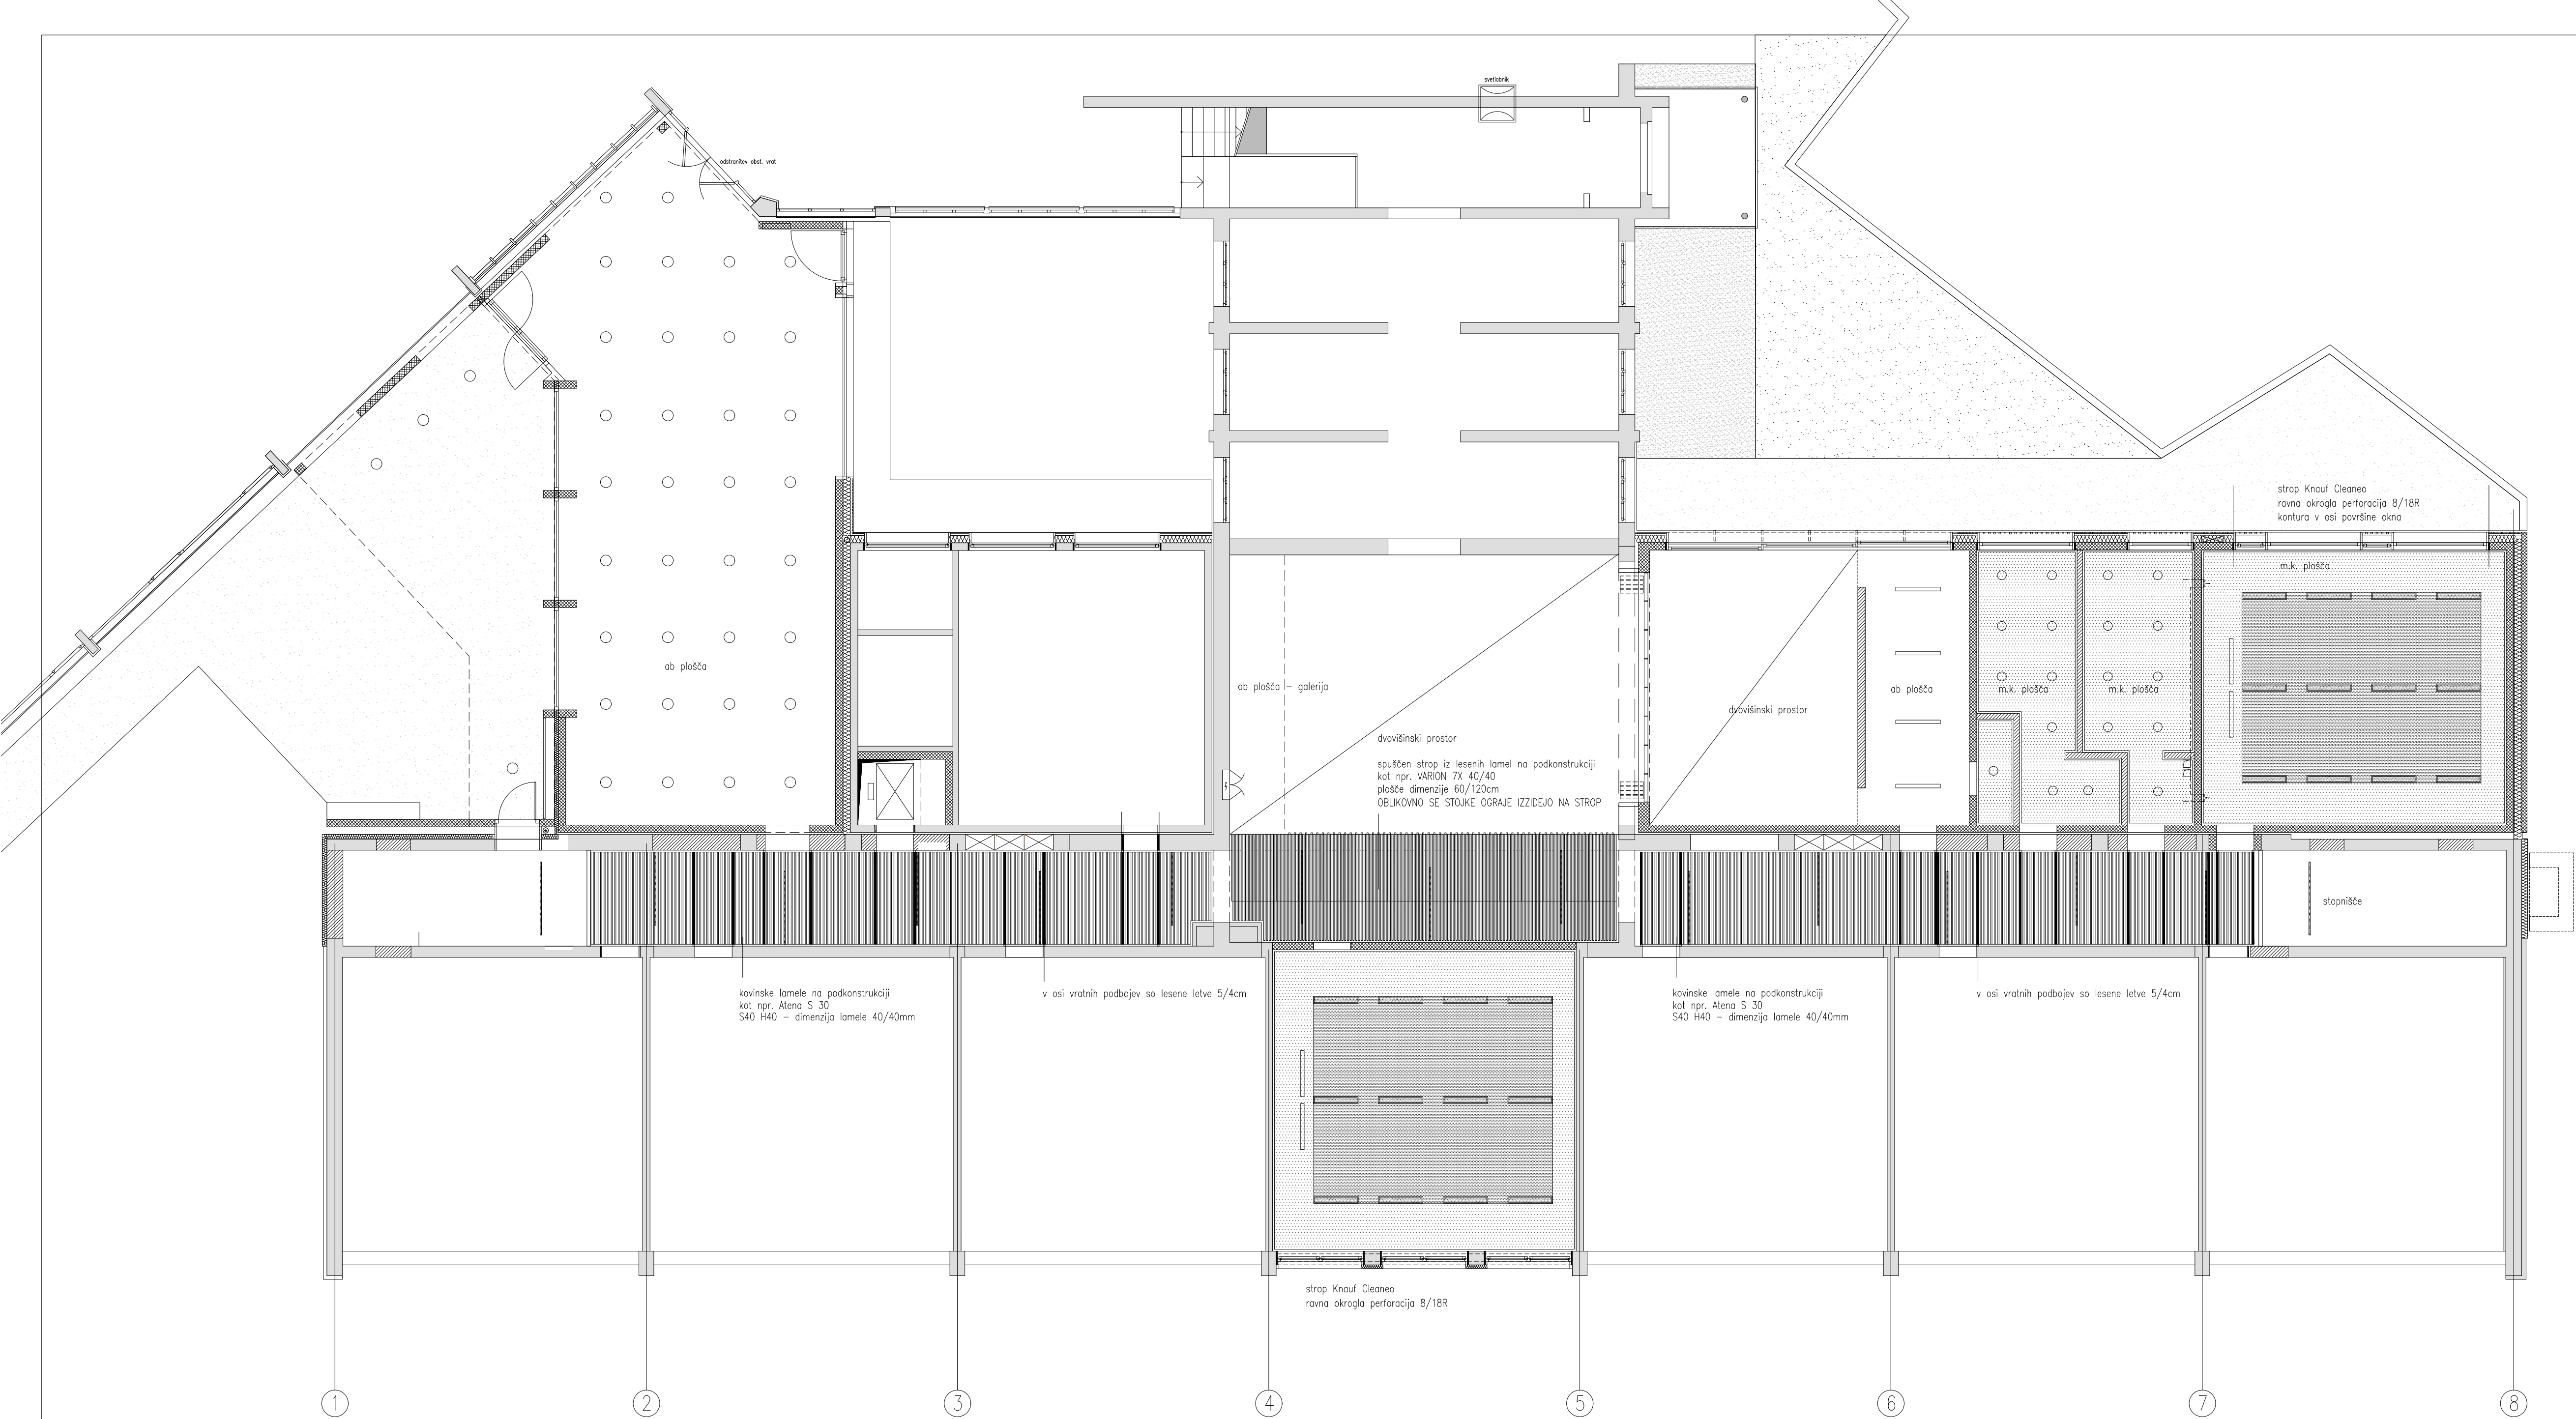 svetlobnik
odstranitev obst. vrat
strop Knauf Cleaneo
ravna okrogla perforacija 8/18R
kontura v osi površine okna
m.k. plošča
ab plošča
ab plošča - galerija
ab plošča
m.k. plošča
m.k. plošča
dvovišinski prostor
dvovišinski prostor
spuščen strop iz lesenih lamel na podkonstrukciji
kot npr. VARION 7X 40/40
plošče dimenzije 60/120cm
OBLIKOVNO SE STOJKE OGRAJE IZZIDEJO NA STROP
stopnišče
kovinske lamele na podkonstrukciji
kot npr. Atena S 30
S40 H40 - dimenzija lamele 40/40mm
v osi vratnih podbojev so lesene letve 5/4cm
kovinske lamele na podkonstrukciji
kot npr. Atena S 30
S40 H40 - dimenzija lamele 40/40mm
v osi vratnih podbojev so lesene letve 5/4cm
strop Knauf Cleaneo
ravna okrogla perforacija 8/18R
1 2 3 4 5 6 7 8